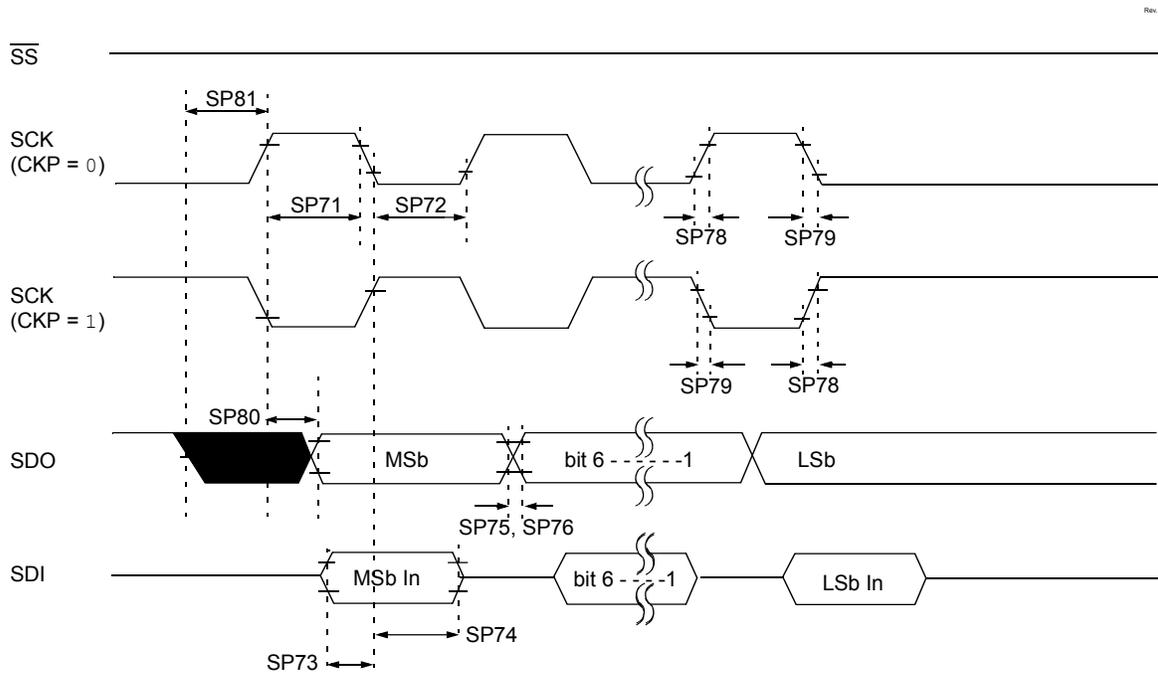 Rev.
SS
SP81
SCK
(CKP = 0)
SP71
SP72
SP78
SP79
SCK
(CKP = 1)
SP79
SP78
SP80
SDO
MSb
bit 6 - - - - - -1
LSb
SP75, SP76
SDI
MSb In
bit 6 - - - - -1
LSb In
SP74
SP73